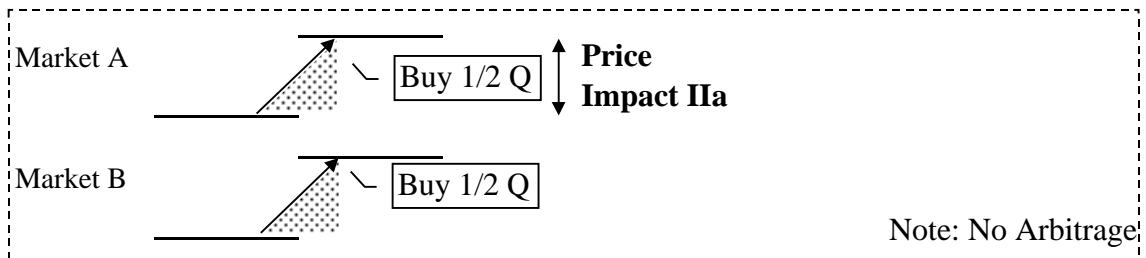 Market A
Buy 1/2 Q
Price
Impact IIa
Market B
Buy 1/2 Q
Note: No Arbitrage